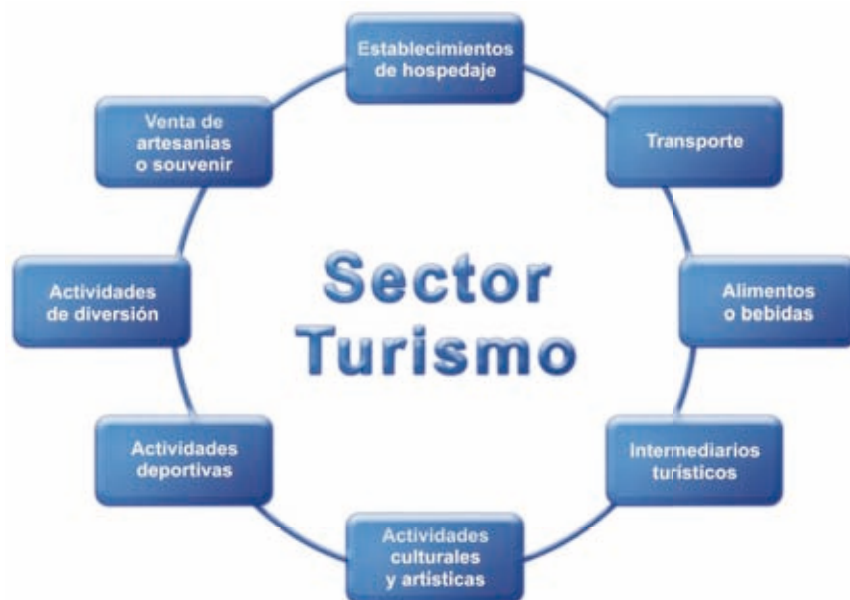 Establecimientos
de hospedaje
Transporte
Alimentos
o bebidas
Intermediarios
turísticos
Actividades
culturales
y artísticas
Actividades
deportivas
Actividades
de diversión
Venta de
artesanías
o souvenir
Sector
Turismo